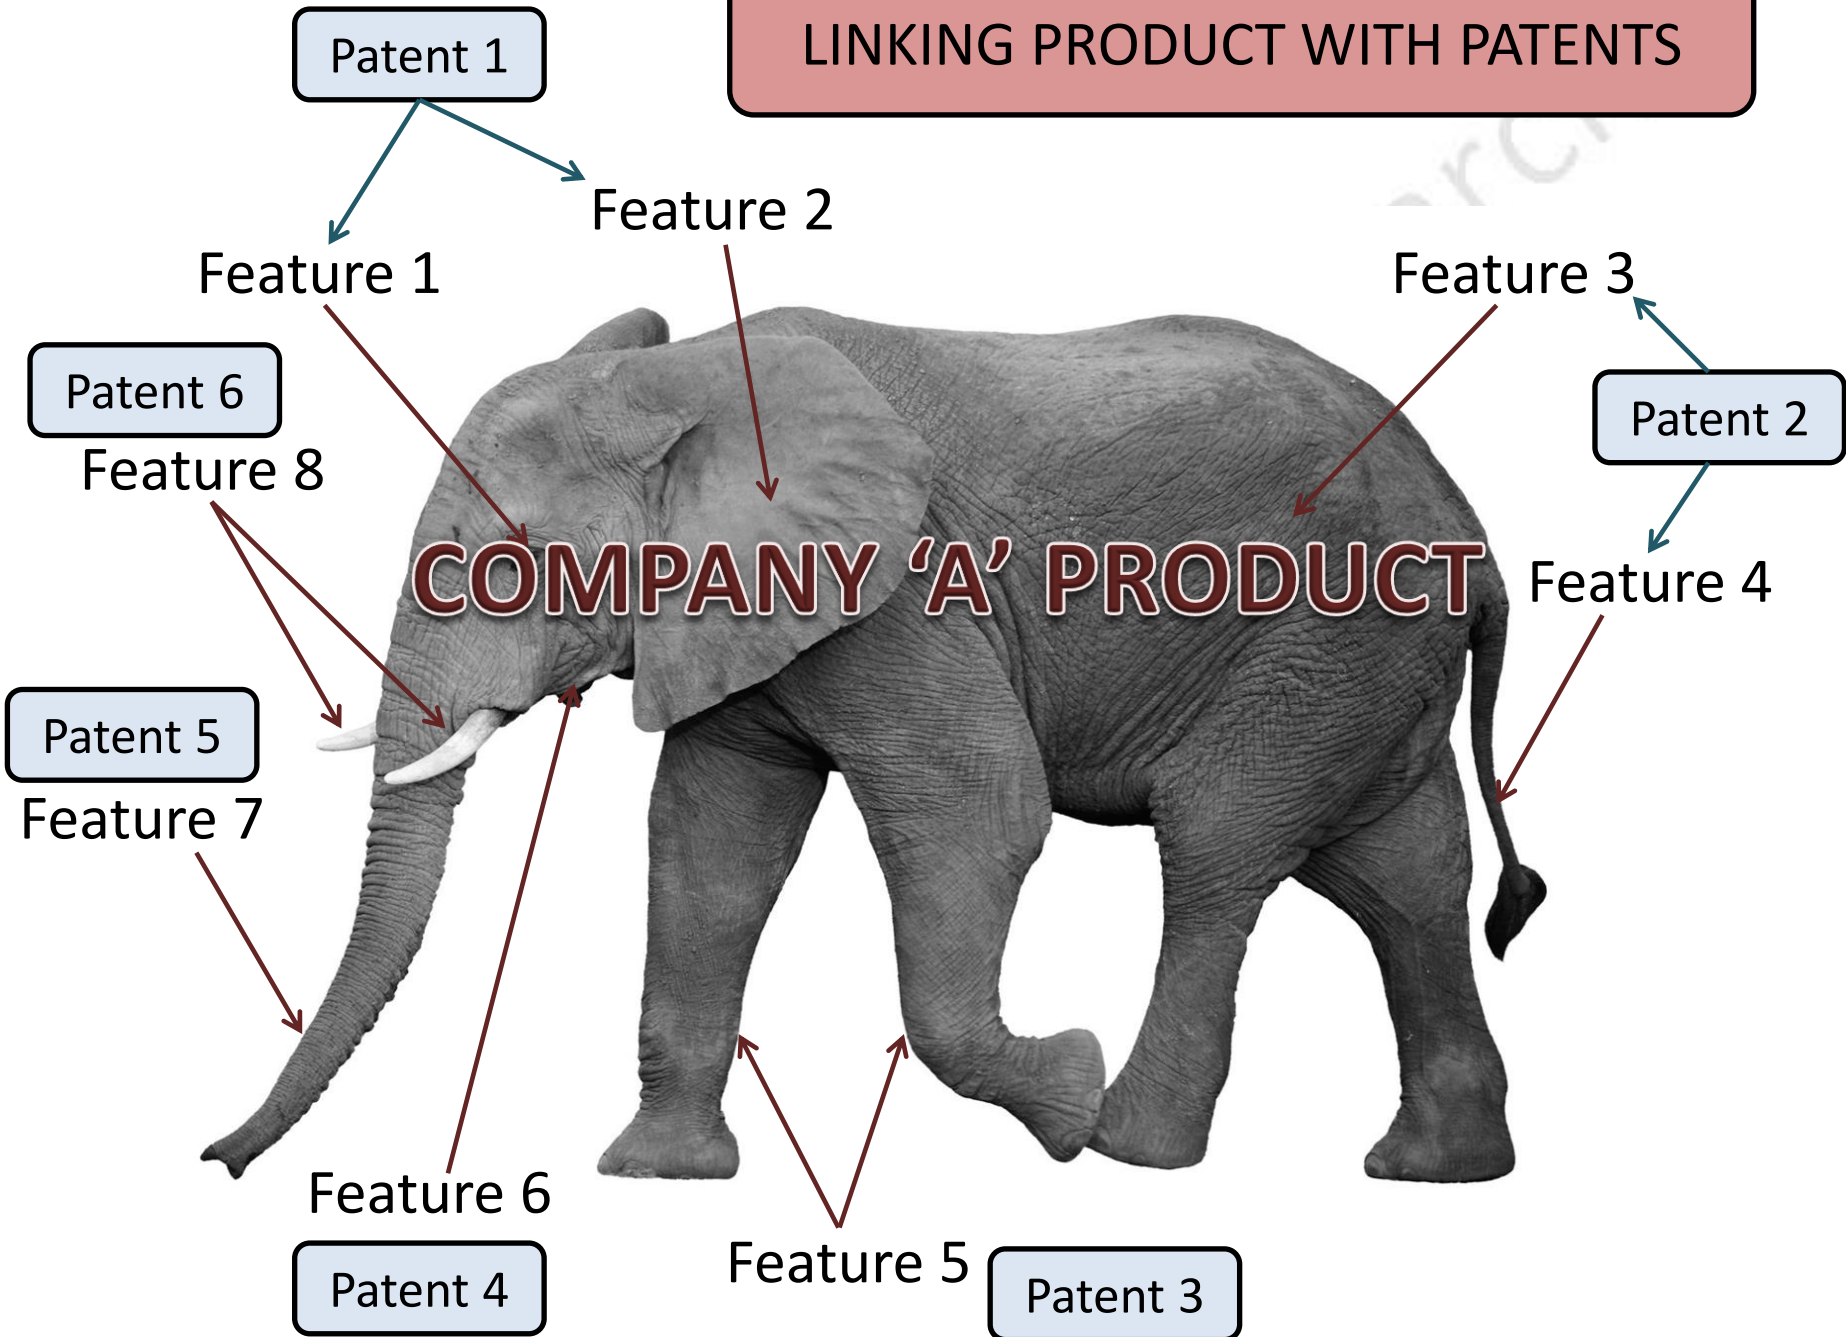 Patent 1
LINKING PRODUCT WITH PATENTS
Feature 2
Feature 1
Feature 3
Patent 6
Feature 8
Patent 2
COMPANY ‘A’ PRODUCT
Feature 4
Patent 5
Feature 7
Feature 6
Feature 5
Patent 4
Patent 3